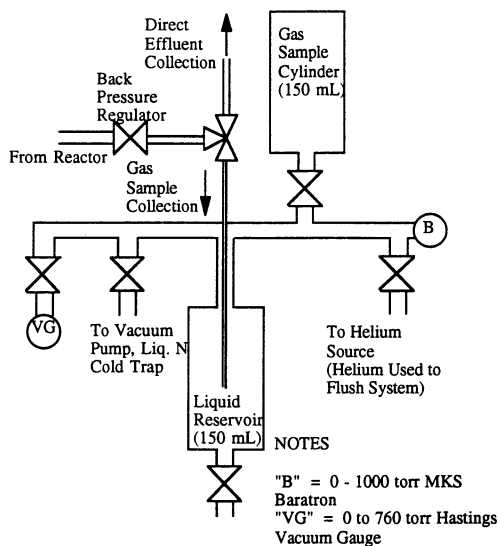 Direct
Effluent
Collection
Gas
Sample
Cylinder
(150 mL)
Back
Pressure
Regulator
From Reactor
Gas
Sample
Collection
B
VG
To Vacuum
Pump, Liq. N
Cold Trap
To Helium
Source
(Helium Used to
Flush System)
Liquid
Reservoir
(150 mL)
NOTES
"B" = 0 - 1000 torr MKS
Baratron
"VG" = 0 to 760 torr Hastings
Vacuum Gauge